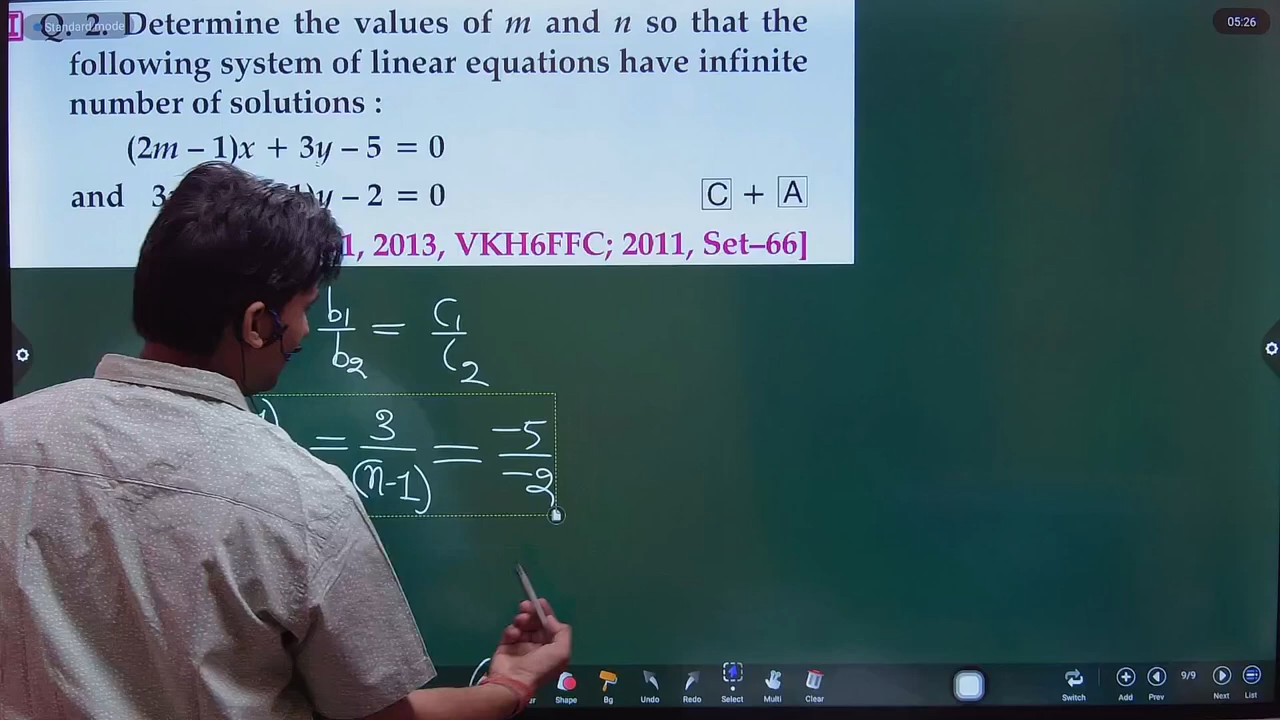 Q. 2. Determine the values of m and n so that the
Standard mode
05:26
following system of linear equations have infinite
number of solutions :
(2m – 1)x + 3y – 5 = 0
and 3 1)y – 2 = 0
C + A
1, 2013, VKH6FFC; 2011, Set–66]
b1/b2 = C1/C2
) = 3/(n-1) = -5/-2
Shape Bg Undo Redo Select Multi Clear Switch Add Prev 9/9 Next List